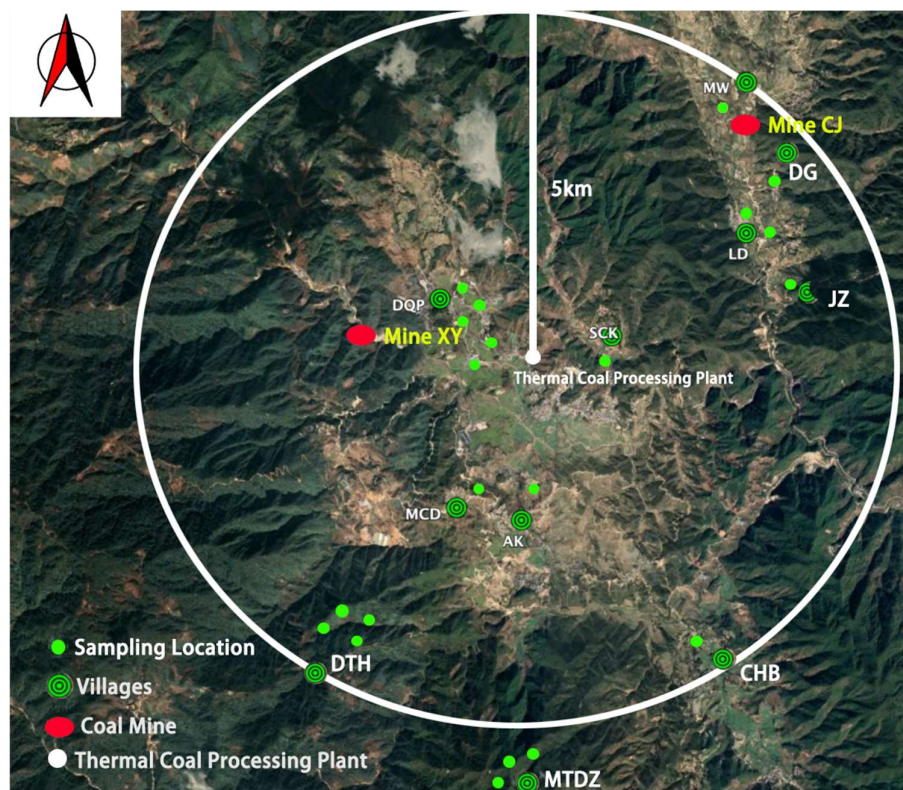 MW
Mine CJ
DG
5km
LD
DQP
JZ
SCK
Mine XY
Thermal Coal Processing Plant
MCD
AK
Sampling Location
DTH
CHB
Villages
Coal Mine
Thermal Coal Processing Plant
MTDZ